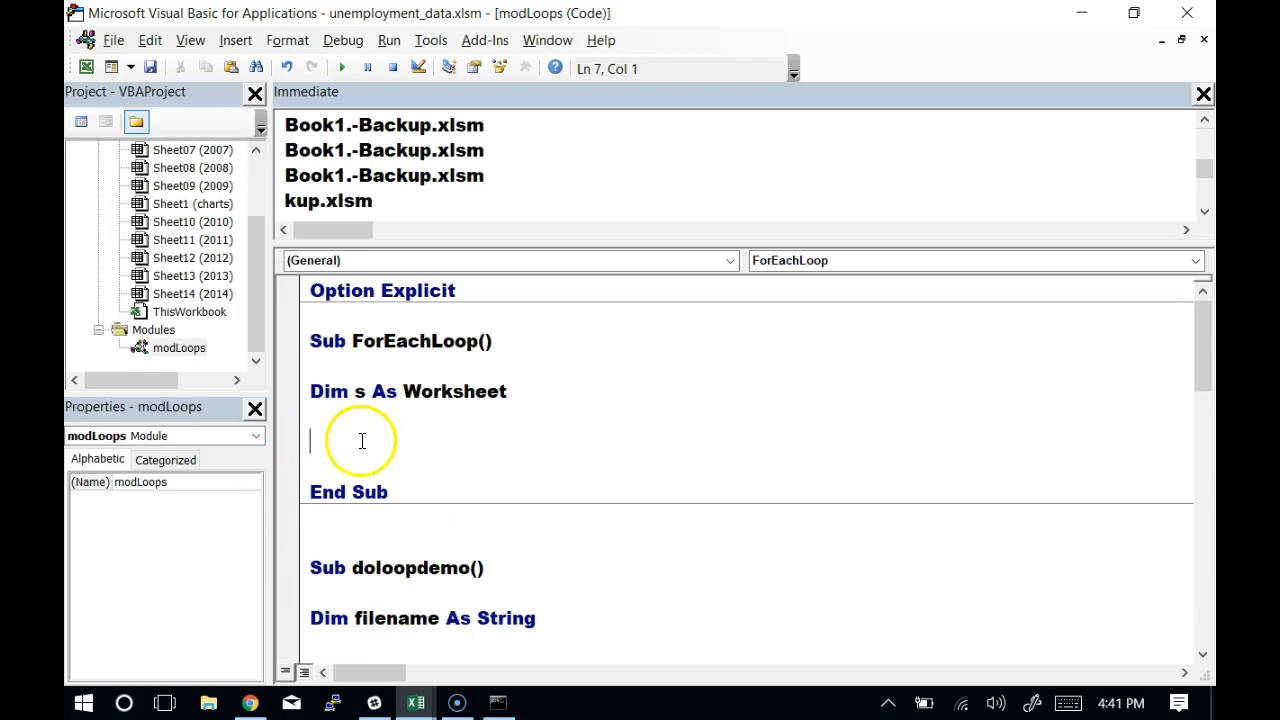 Microsoft Visual Basic for Applications - unemployment_data.xlsm - [modLoops (Code)]
File Edit View Insert Format Debug Run Tools Add-Ins Window Help
Ln 7, Col 1
Project - VBAProject
Sheet07 (2007)
Sheet08 (2008)
Sheet09 (2009)
Sheet1 (charts)
Sheet10 (2010)
Sheet11 (2011)
Sheet12 (2012)
Sheet13 (2013)
Sheet14 (2014)
ThisWorkbook
Modules
modLoops
Properties - modLoops
modLoops Module
Alphabetic Categorized
(Name) modLoops
Immediate
Book1.-Backup.xlsm
Book1.-Backup.xlsm
Book1.-Backup.xlsm
kup.xlsm
(General) ForEachLoop
Option Explicit
Sub ForEachLoop()
Dim s As Worksheet
End Sub
Sub doloopdemo()
Dim filename As String
4:41 PM